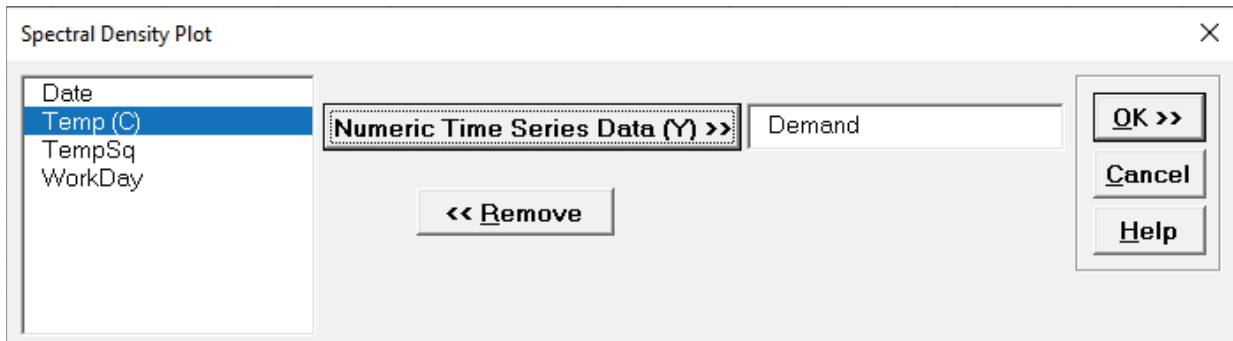 Spectral Density Plot
Date
Temp (C)
TempSq
WorkDay
Numeric Time Series Data (Y) >>
Demand
<< Remove
OK >>
Cancel
Help